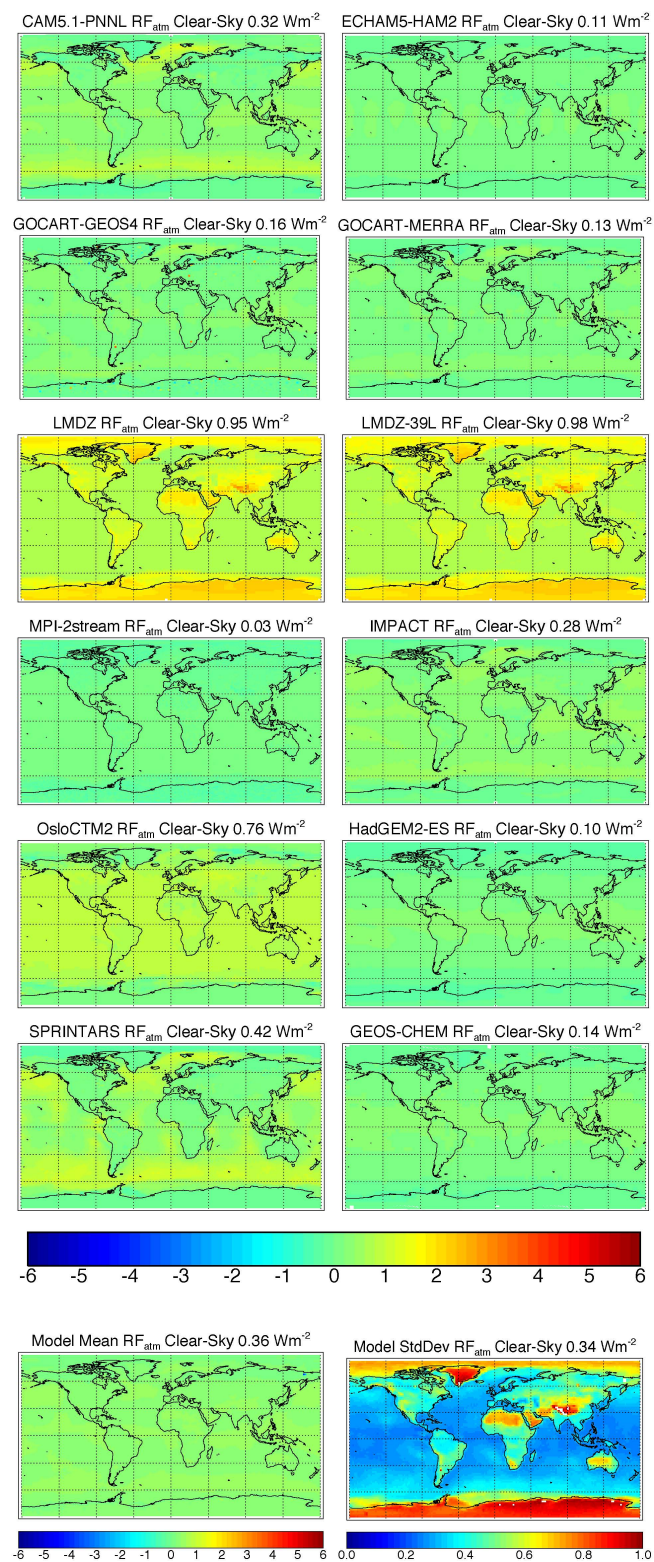 CAM5.1-PNNL RFatm Clear-Sky 0.32 Wm-2
ECHAM5-HAM2 RFatm Clear-Sky 0.11 Wm-2
GOCART-GEOS4 RFatm Clear-Sky 0.16 Wm-2
GOCART-MERRA RFatm Clear-Sky 0.13 Wm-2
LMDZ RFatm Clear-Sky 0.95 Wm-2
LMDZ-39L RFatm Clear-Sky 0.98 Wm-2
MPI-2stream RFatm Clear-Sky 0.03 Wm-2
IMPACT RFatm Clear-Sky 0.28 Wm-2
OsloCTM2 RFatm Clear-Sky 0.76 Wm-2
HadGEM2-ES RFatm Clear-Sky 0.10 Wm-2
SPRINTARS RFatm Clear-Sky 0.42 Wm-2
GEOS-CHEM RFatm Clear-Sky 0.14 Wm-2
-6 -5 -4 -3 -2 -1 0 1 2 3 4 5 6
Model Mean RFatm Clear-Sky 0.36 Wm-2
Model StdDev RFatm Clear-Sky 0.34 Wm-2
-6 -5 -4 -3 -2 -1 0 1 2 3 4 5 6
0.0 0.2 0.4 0.6 0.8 1.0